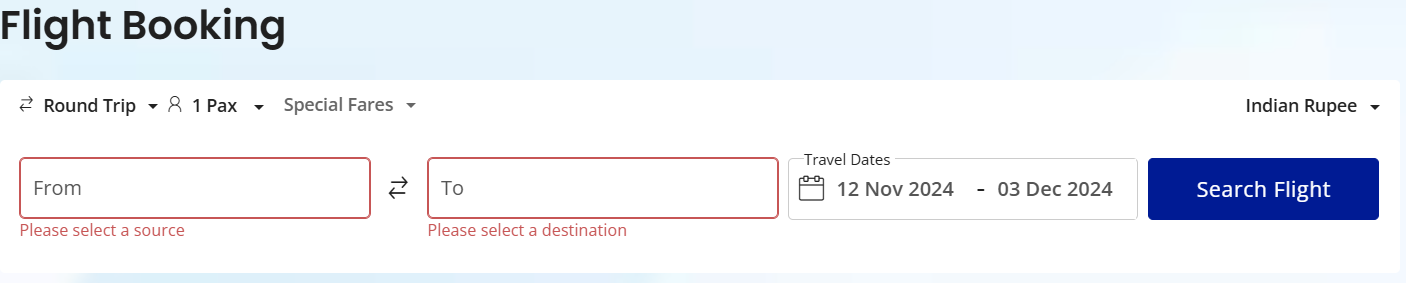 Flight Booking
Round Trip 1 Pax Special Fares Indian Rupee
Travel Dates
From To 12 Nov 2024 - 03 Dec 2024 Search Flight
Please select a source Please select a destination